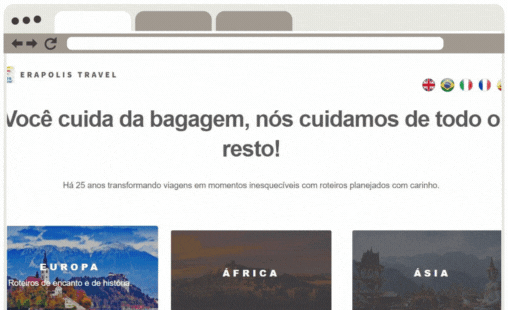 ERAPOLIS TRAVEL
Você cuida da bagagem, nós cuidamos de todo o
resto!
Há 25 anos transformando viagens em momentos inesquecíveis com roteiros planejados com carinho.
EUROPA
Roteiros de encanto e de história.
ÁFRICA
ÁSIA